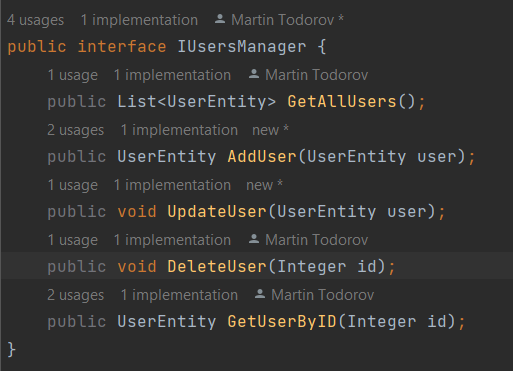 4 usages 1 implementation Martin Todorov *
public interface IUsersManager {
1 usage 1 implementation Martin Todorov
public List<UserEntity> GetAllUsers();
2 usages 1 implementation new *
public UserEntity AddUser(UserEntity user);
1 usage 1 implementation new *
public void UpdateUser(UserEntity user);
1 usage 1 implementation Martin Todorov
public void DeleteUser(Integer id);
2 usages 1 implementation Martin Todorov
public UserEntity GetUserByID(Integer id);
}